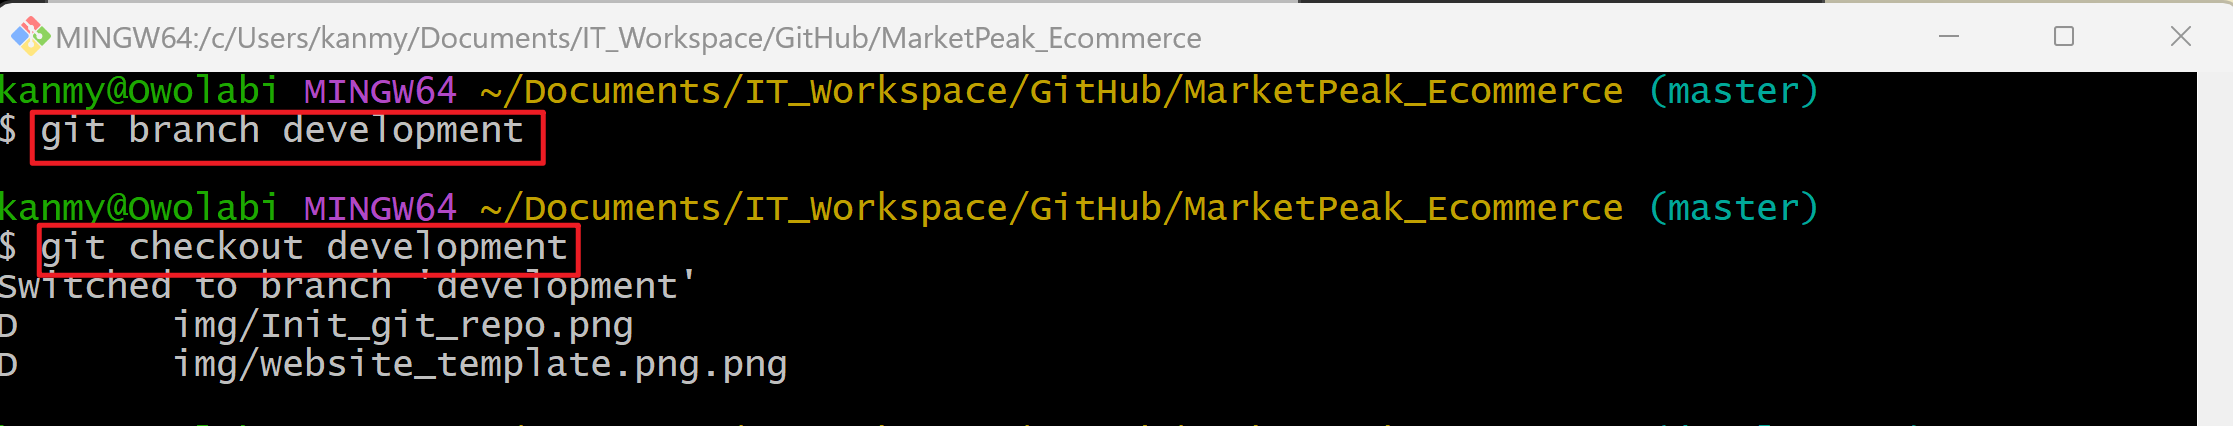 MINGW64:/c/Users/kanmy/Documents/IT_Workspace/GitHub/MarketPeak_Ecommerce
kanmy@Owolabi MINGW64 ~/Documents/IT_Workspace/GitHub/MarketPeak_Ecommerce (master)
$ git branch development
kanmy@Owolabi MINGW64 ~/Documents/IT_Workspace/GitHub/MarketPeak_Ecommerce (master)
$ git checkout development
Switched to branch 'development'
D img/Init_git_repo.png
D img/website_template.png.png